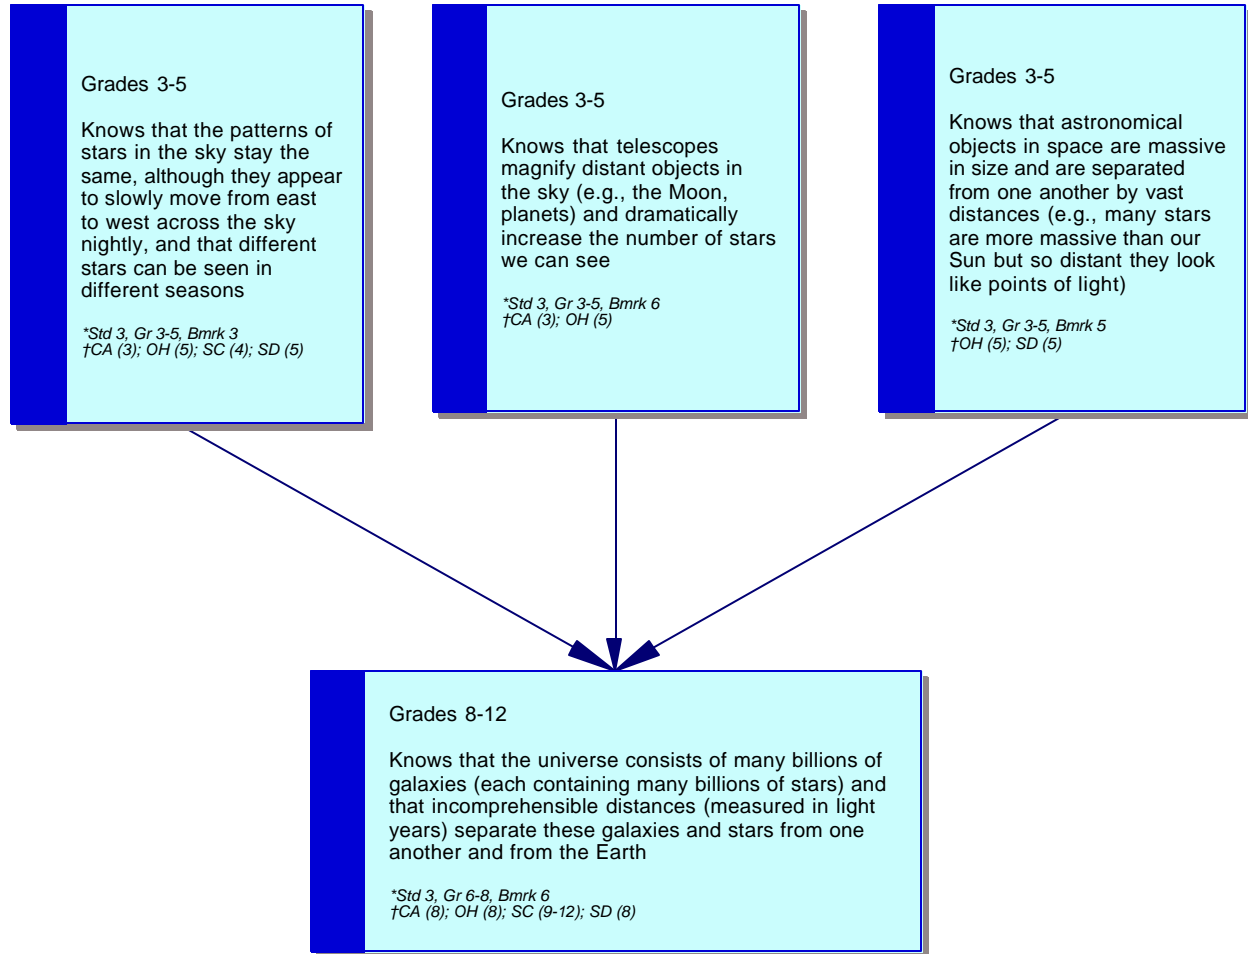 Grades 3-5
Knows that the patterns of
stars in the sky stay the
same, although they appear
to slowly move from east
to west across the sky
nightly, and that different
stars can be seen in
different seasons
*Std 3, Gr 3-5, Bmrk 3
†CA (3); OH (5); SC (4); SD (5)
Grades 3-5
Knows that telescopes
magnify distant objects in
the sky (e.g., the Moon,
planets) and dramatically
increase the number of stars
we can see
*Std 3, Gr 3-5, Bmrk 6
†CA (3); OH (5)
Grades 3-5
Knows that astronomical
objects in space are massive
in size and are separated
from one another by vast
distances (e.g., many stars
are more massive than our
Sun but so distant they look
like points of light)
*Std 3, Gr 3-5, Bmrk 5
†OH (5); SD (5)
Grades 8-12
Knows that the universe consists of many billions of
galaxies (each containing many billions of stars) and
that incomprehensible distances (measured in light
years) separate these galaxies and stars from one
another and from the Earth
*Std 3, Gr 6-8, Bmrk 6
†CA (8); OH (8); SC (9-12); SD (8)